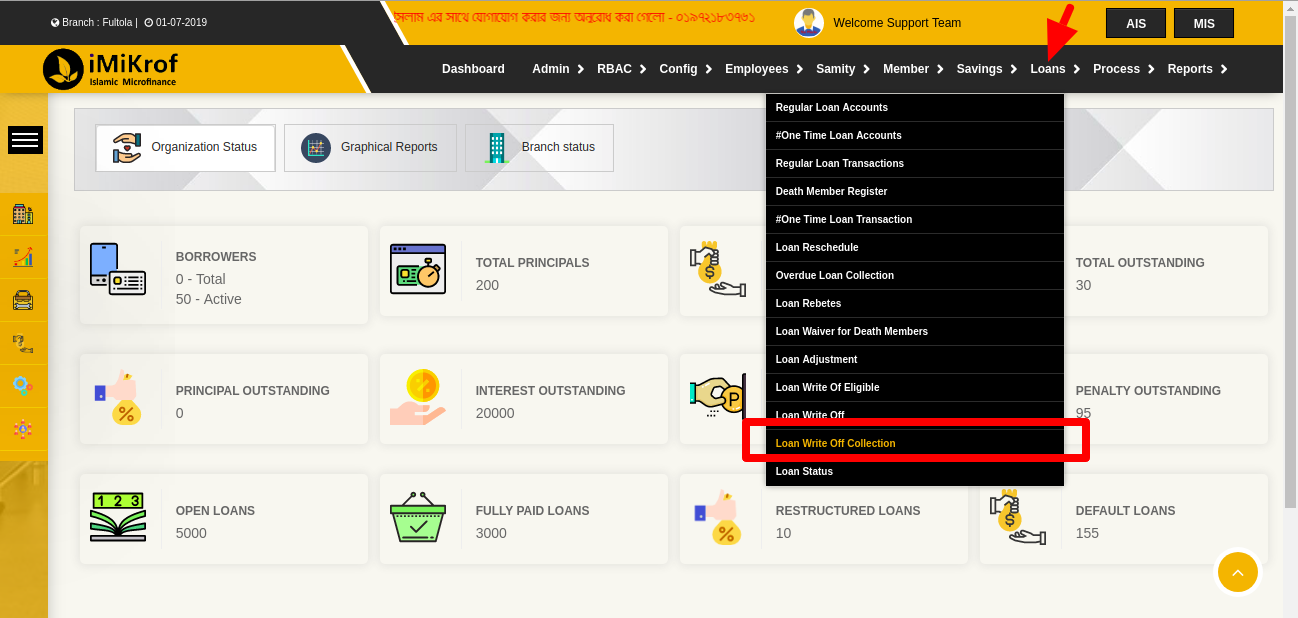 Branch : Fultola | 01-07-2019
এর সাথে যোগাযোগ করার জন্য অনুরোধ করা গেলো - ০১৯৭২১৮৩৭৬১
Welcome Support Team
AIS
MIS
iMiKrof
Islamic Microfinance
Dashboard Admin RBAC Config Employees Samity Member Savings Loans Process Reports
Regular Loan Accounts
#One Time Loan Accounts
Regular Loan Transactions
Death Member Register
#One Time Loan Transaction
Loan Reschedule
Overdue Loan Collection
Loan Rebetes
Loan Waiver for Death Members
Loan Adjustment
Loan Write Of Eligible
Loan Write Off
Loan Write Off Collection
Loan Status
Organization Status
Graphical Reports
Branch status
BORROWERS
0 - Total
50 - Active
TOTAL PRINCIPALS
200
TOTAL OUTSTANDING
30
PRINCIPAL OUTSTANDING
0
INTEREST OUTSTANDING
20000
PENALTY OUTSTANDING
95
1 2 3
OPEN LOANS
5000
FULLY PAID LOANS
3000
RESTRUCTURED LOANS
10
DEFAULT LOANS
155